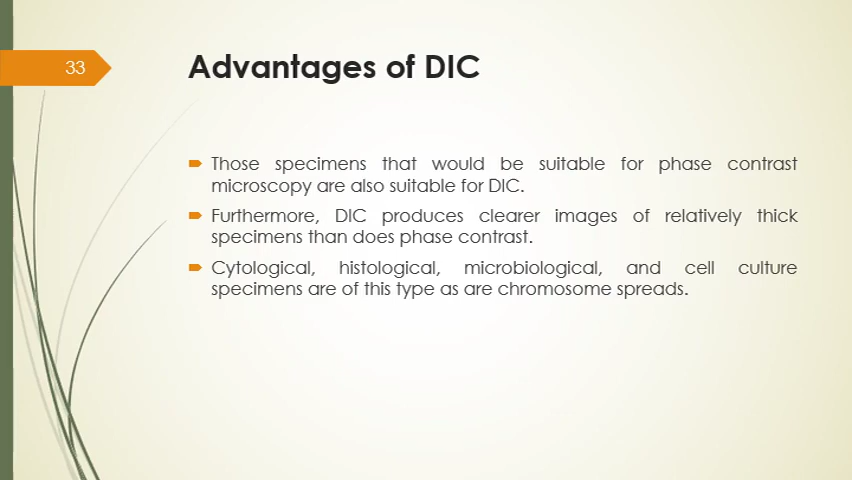 33
Advantages of DIC
Those specimens that would be suitable for phase contrast
microscopy are also suitable for DIC.
Furthermore, DIC produces clearer images of relatively thick
specimens than does phase contrast.
Cytological, histological, microbiological, and cell culture
specimens are of this type as are chromosome spreads.